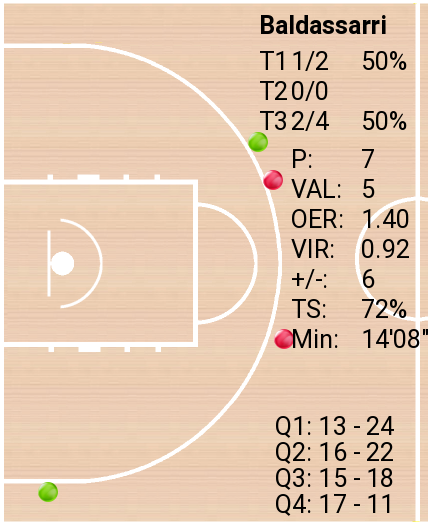 Baldassarri
T1 1/2 50%
T2 0/0
T3 2/4 50%
P: 7
VAL: 5
OER: 1.40
VIR: 0.92
+/-: 6
TS: 72%
Min: 14'08"
Q1: 13 - 24
Q2: 16 - 22
Q3: 15 - 18
Q4: 17 - 11